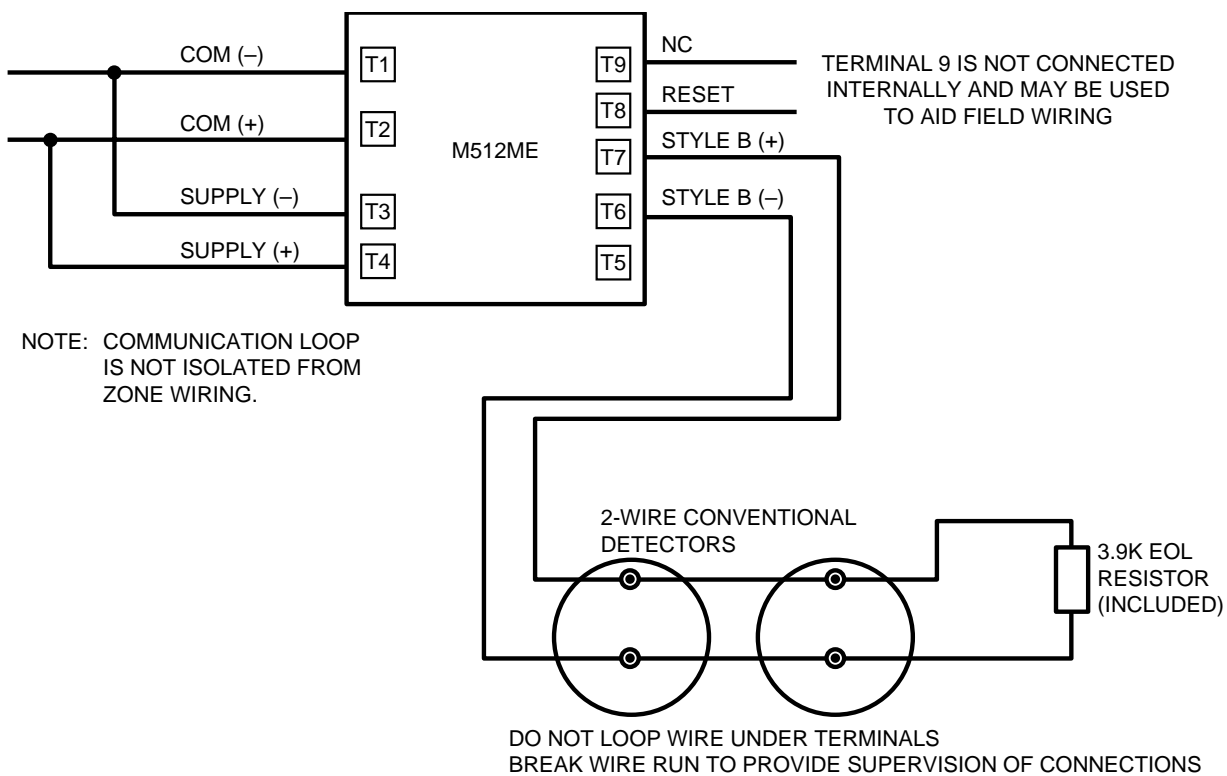 COM (–)
T1
COM (+)
T2
SUPPLY (–)
T3
SUPPLY (+)
T4
M512ME
T9
NC
T8
RESET
T7
STYLE B (+)
T6
STYLE B (–)
T5
TERMINAL 9 IS NOT CONNECTED
INTERNALLY AND MAY BE USED
TO AID FIELD WIRING
NOTE: COMMUNICATION LOOP
IS NOT ISOLATED FROM
ZONE WIRING.
2-WIRE CONVENTIONAL
DETECTORS
3.9K EOL
RESISTOR
(INCLUDED)
DO NOT LOOP WIRE UNDER TERMINALS
BREAK WIRE RUN TO PROVIDE SUPERVISION OF CONNECTIONS